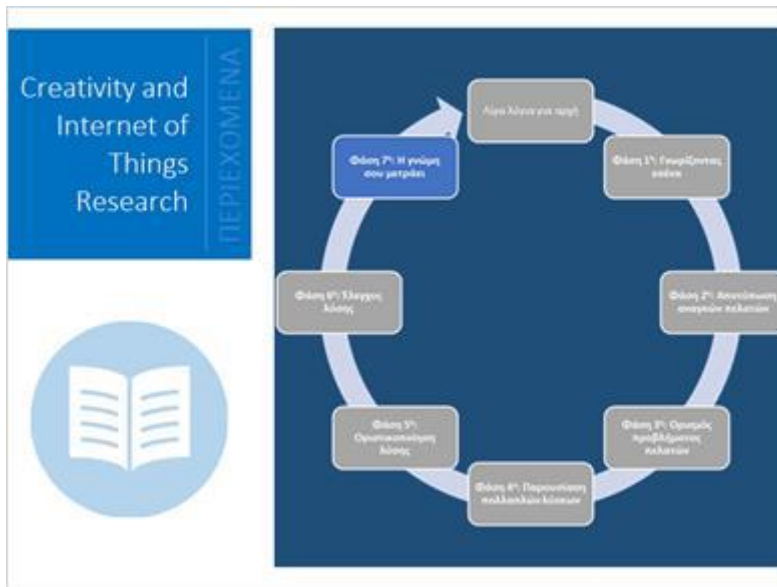 Creativity and
Internet of
Things
Research
ΠΕΡΙΕΧΟΜΕΝΑ
Λίγα λόγια για αρχή
Φάση 1η: Γνωρίζοντας
εσένα
Φάση 2η: Αποτύπωση
αναγκών πελατών
Φάση 3η: Ορισμός
προβλήματος
πελατών
Φάση 4η: Παρουσίαση
πολλαπλών λύσεων
Φάση 5η:
Οριστικοποίηση
λύσης
Φάση 6η: Έλεγχος
λύσης
Φάση 7η: Η γνώμη
σου μετράει